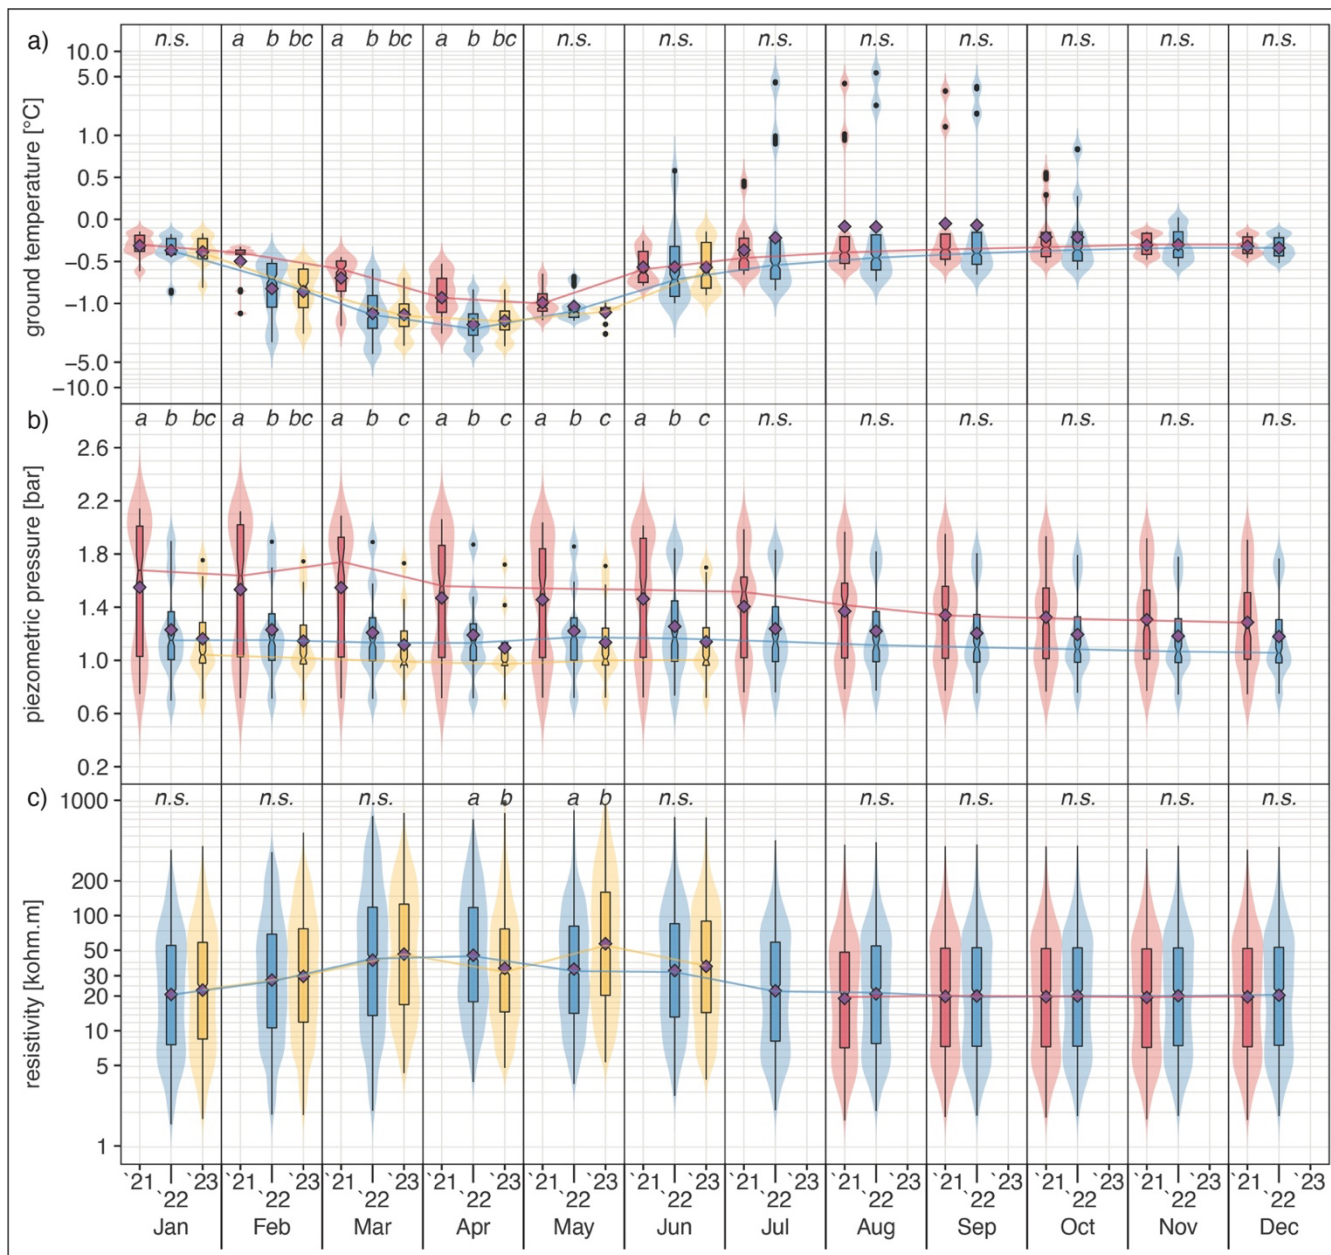 a) n.s. a b bc a b bc a b bc n.s. n.s. n.s. n.s. n.s. n.s. n.s. n.s.
10.0
5.0
1.0
0.5
0.0
−0.5
−1.0
−5.0
−10.0
ground temperature [°C]
b) a b bc a b bc a b c a b c a b c a b c n.s. n.s. n.s. n.s. n.s. n.s.
2.6
2.2
1.8
1.4
1.0
0.6
0.2
piezometric pressure [bar]
c) n.s. n.s. n.s. a b a b n.s. n.s. n.s. n.s. n.s. n.s.
1000
200
100
50
30
20
10
5
1
resistivity [kohm.m]
`21 `23 `21 `23 `21 `23 `21 `23 `21 `23 `21 `23 `21 `23 `21 `23 `21 `23 `21 `23 `21 `23 `21 `23
`22 `22 `22 `22 `22 `22 `22 `22 `22 `22 `22 `22
Jan Feb Mar Apr May Jun Jul Aug Sep Oct Nov Dec